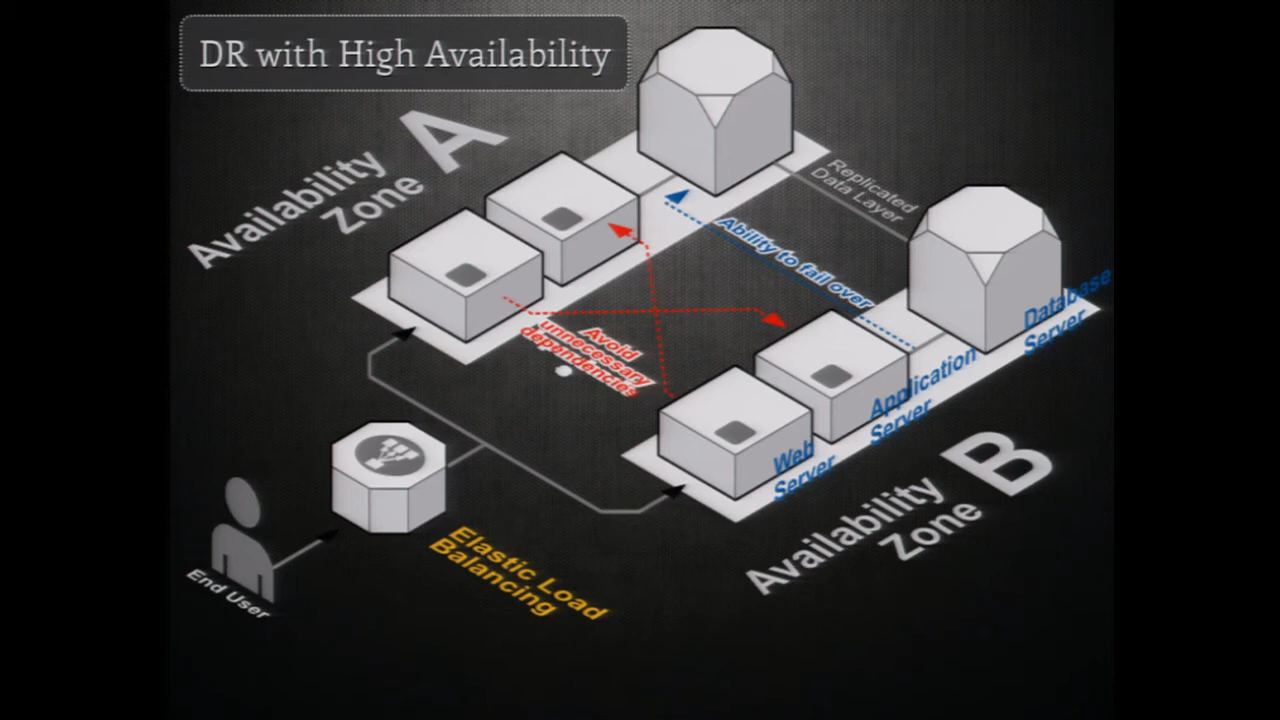 DR with High Availability
Availability
Zone
A
Replicated
Data Layer
Ability to fail over
Avoid
unnecessary
dependencies
Database
Server
Application
Server
Web
Server
Availability
Zone
B
Elastic Load
Balancing
End User